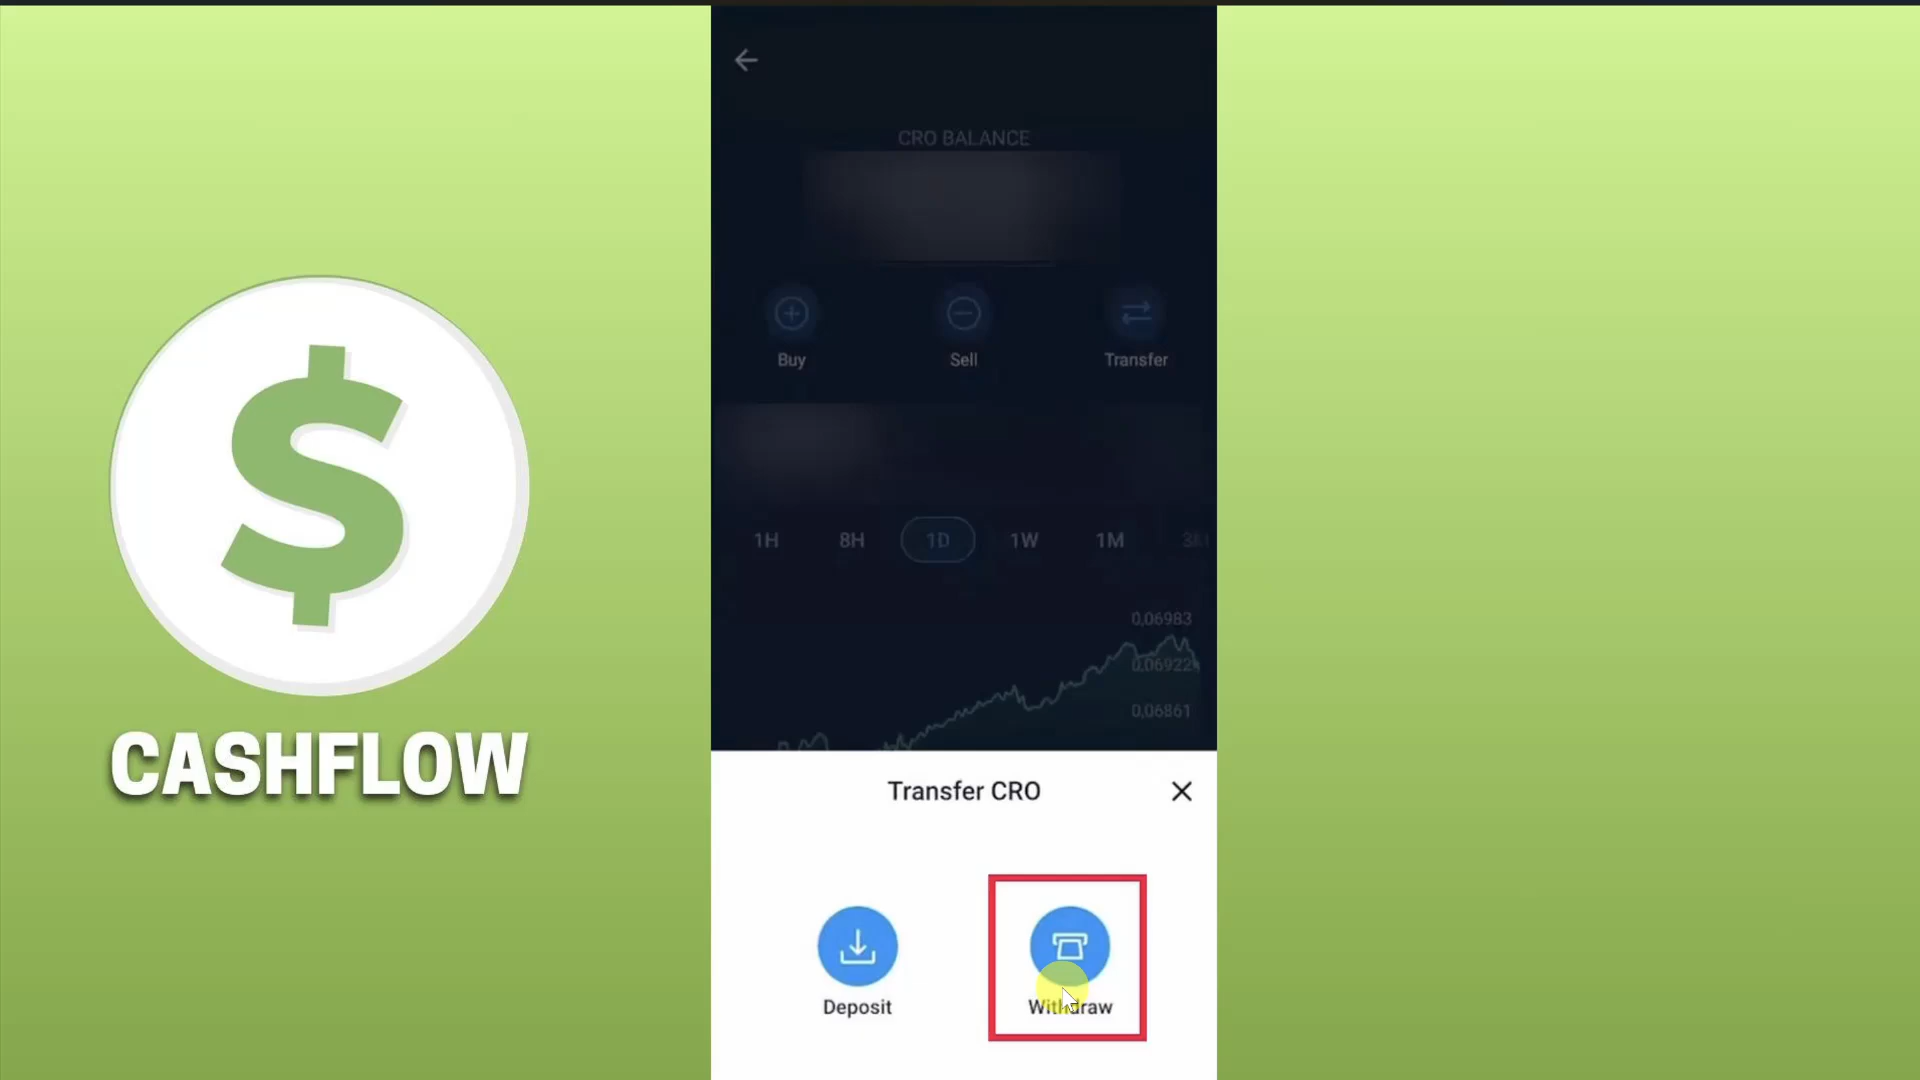 CRO BALANCE
Buy Sell Transfer
1H 8H 1D 1W 1M
0,06983
0,06922
0,06861
$
CASHFLOW
Transfer CRO
Deposit Withdraw